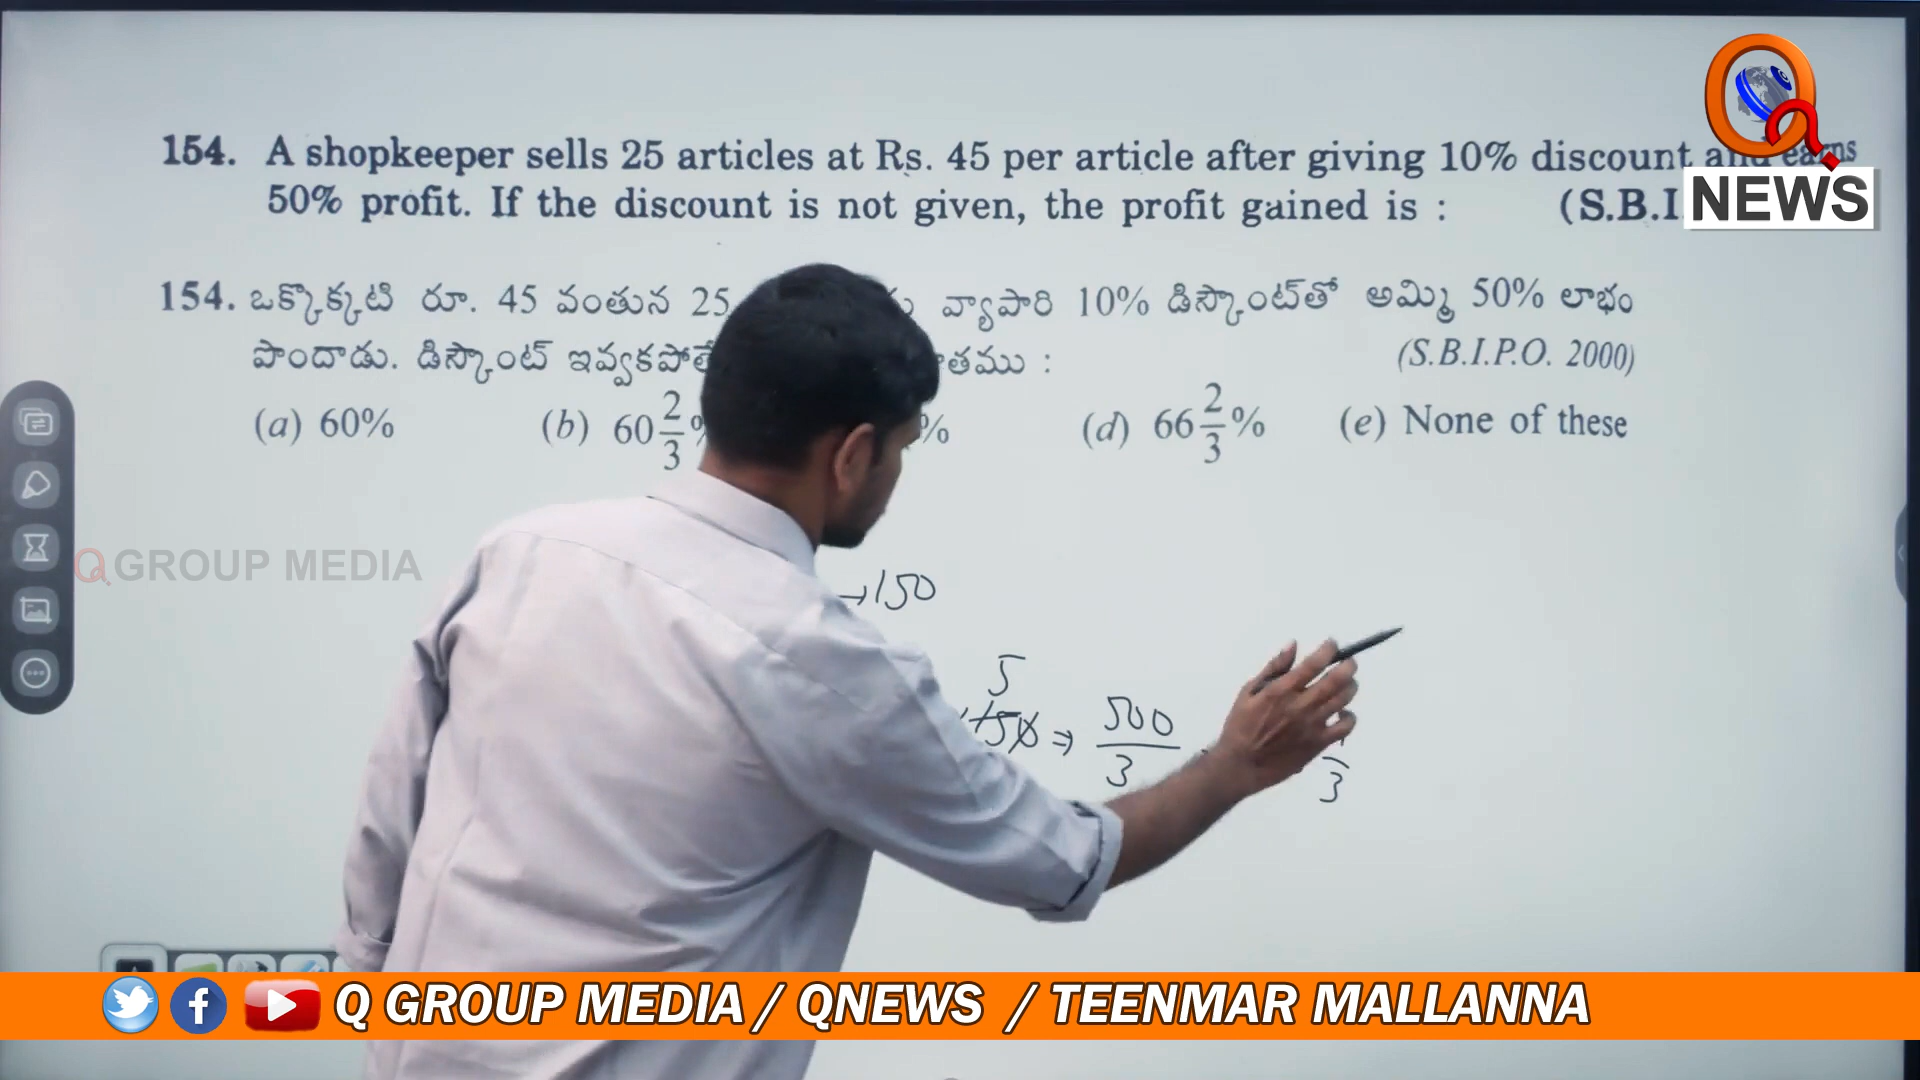 154. A shopkeeper sells 25 articles at Rs. 45 per article after giving 10% discount and earns
50% profit. If the discount is not given, the profit gained is : (S.B.I.
154. ఒక్కొక్కటి రూ. 45 వంతున 25 వ్యాపారి 10% డిస్కౌంట్‌తో అమ్మి 50% లాభం
పొందాడు. డిస్కౌంట్ ఇవ్వకపోతే : (S.B.I.P.O. 2000)
(a) 60% (b) 60 2/3 % % (d) 66 2/3 % (e) None of these
Q
NEWS
Q GROUP MEDIA
→150
5
150 ⇒ 500/3
3
Q GROUP MEDIA / QNEWS / TEENMAR MALLANNA